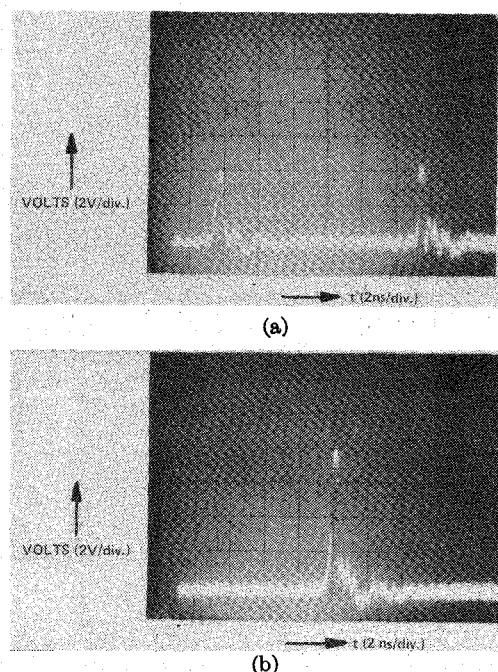 VOLTS (2V/div.)
t (2ns/div.)
(a)
VOLTS (2V/div.)
t (2 ns/div.)
(b)